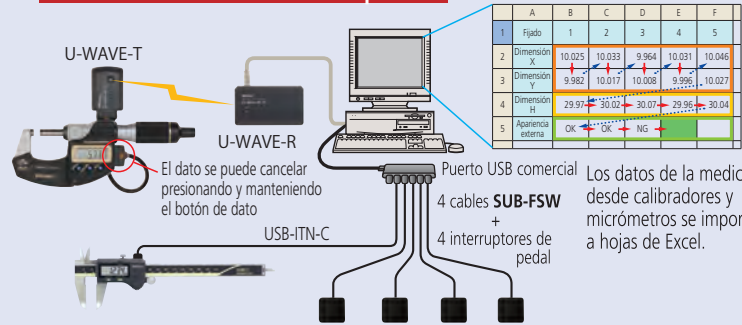 U-WAVE-T
U-WAVE-R
El dato se puede cancelar
presionando y manteniendo
el botón de dato
USB-ITN-C
Puerto USB comercial
4 cables SUB-FSW
+
4 interruptores de
pedal
A B C D E F
1 Fijado 1 2 3 4 5
2 Dimensión X 10.025 10.033 9.964 10.031 10.046
3 Dimensión Y 9.982 10.017 10.008 9.996 10.027
4 Dimensión H 29.97 30.02 30.07 29.96 30.04
5 Apariencia externa OK OK NG
Los datos de la medic
desde calibradores y
micrómetros se impor
a hojas de Excel.